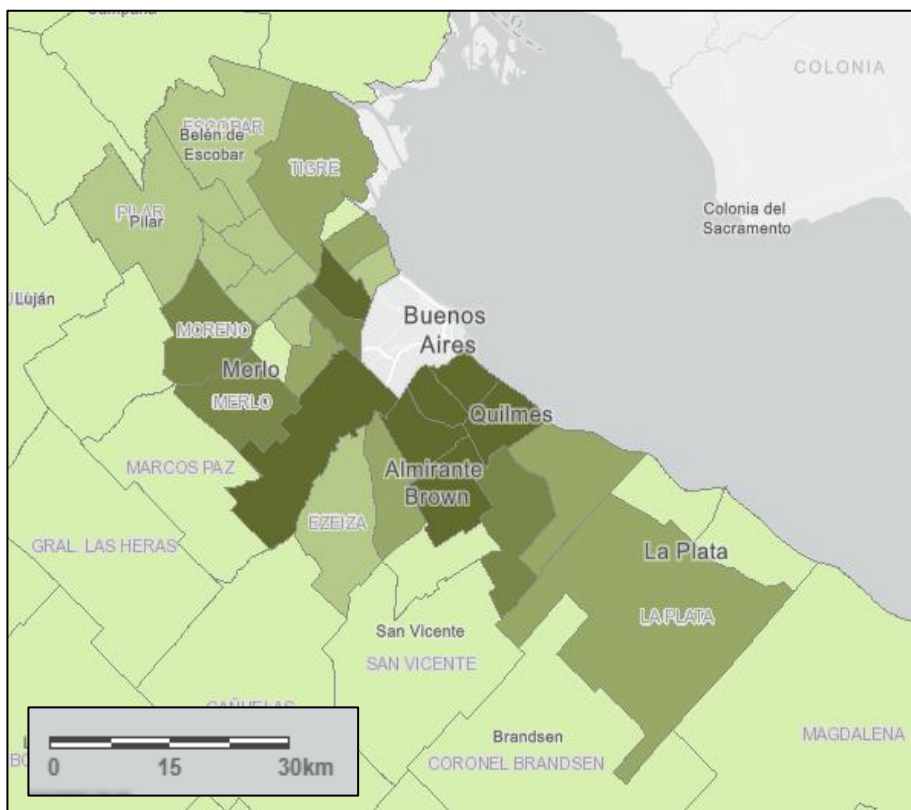 Campana
COLONIA
ESCOBAR
Belén de
Escobar
TIGRE
PILAR
Pilar
Colonia del
Sacramento
Luján
Buenos
Aires
MORENO
Merlo
MERLO
Quilmes
MARCOS PAZ
Almirante
Brown
EZEIZA
GRAL. LAS HERAS
La Plata
LA PLATA
San Vicente
SAN VICENTE
CAÑUELAS
Brandsen
CORONEL BRANDSEN
MAGDALENA
0 15 30km